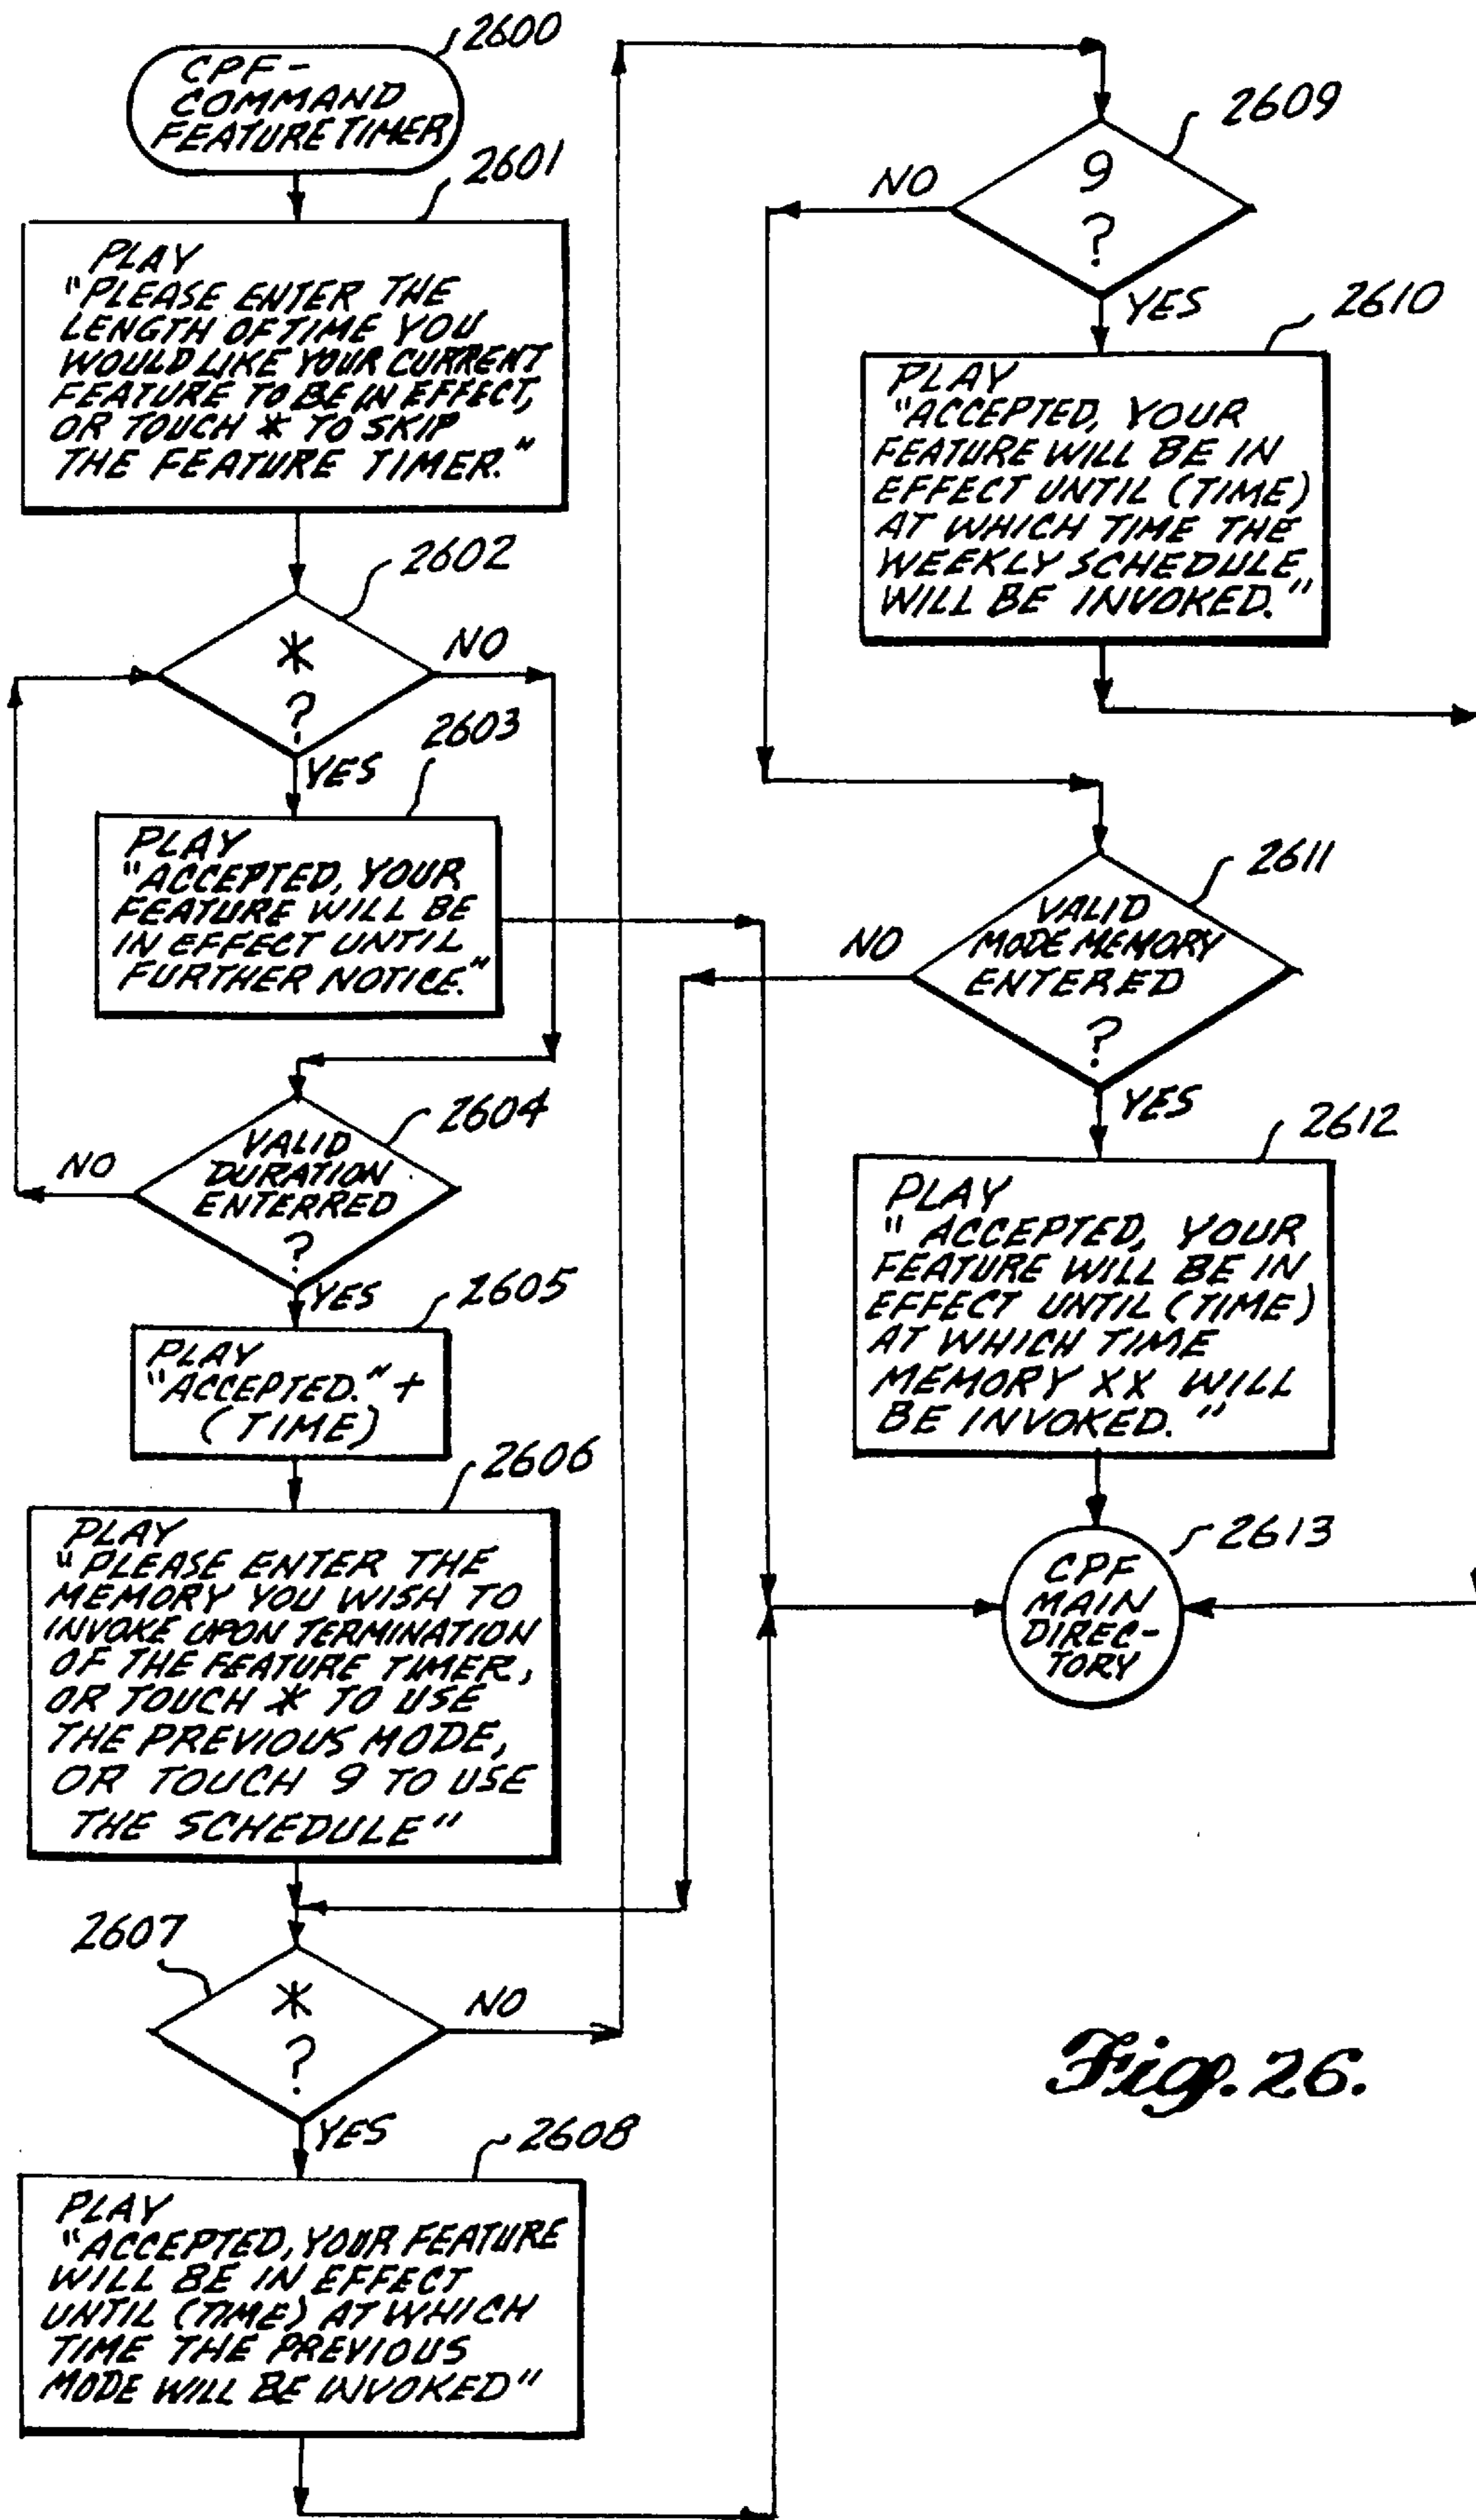 2600
CPF-
COMMAND
FEATURE TIMER
2601
PLAY
"PLEASE ENTER THE
LENGTH OF TIME YOU
WOULD LIKE YOUR CURRENT
FEATURE TO BE IN EFFECT,
OR TOUCH * TO SKIP
THE FEATURE TIMER."
2602
*
?
NO
YES
2603
PLAY
"ACCEPTED, YOUR
FEATURE WILL BE
IN EFFECT UNTIL
FURTHER NOTICE."
2604
VALID
DURATION
ENTERRED
?
NO
YES
2605
PLAY
"ACCEPTED." +
(TIME)
2606
PLAY
"PLEASE ENTER THE
MEMORY YOU WISH TO
INVOKE UPON TERMINATION
OF THE FEATURE TIMER,
OR TOUCH * TO USE
THE PREVIOUS MODE,
OR TOUCH 9 TO USE
THE SCHEDULE"
2607
*
?
NO
YES
2608
PLAY
"ACCEPTED, YOUR FEATURE
WILL BE IN EFFECT
UNTIL (TIME) AT WHICH
TIME THE PREVIOUS
MODE WILL BE INVOKED"
2609
9
?
NO
YES
2610
PLAY
"ACCEPTED, YOUR
FEATURE WILL BE IN
EFFECT UNTIL (TIME)
AT WHICH TIME THE
WEEKLY SCHEDULE
WILL BE INVOKED."
2611
VALID
MODE MEMORY
ENTERED
?
NO
YES
2612
PLAY
"ACCEPTED, YOUR
FEATURE WILL BE IN
EFFECT UNTIL (TIME)
AT WHICH TIME
MEMORY XX WILL
BE INVOKED."
2613
CPF
MAIN
DIREC-
TORY
Fig. 26.